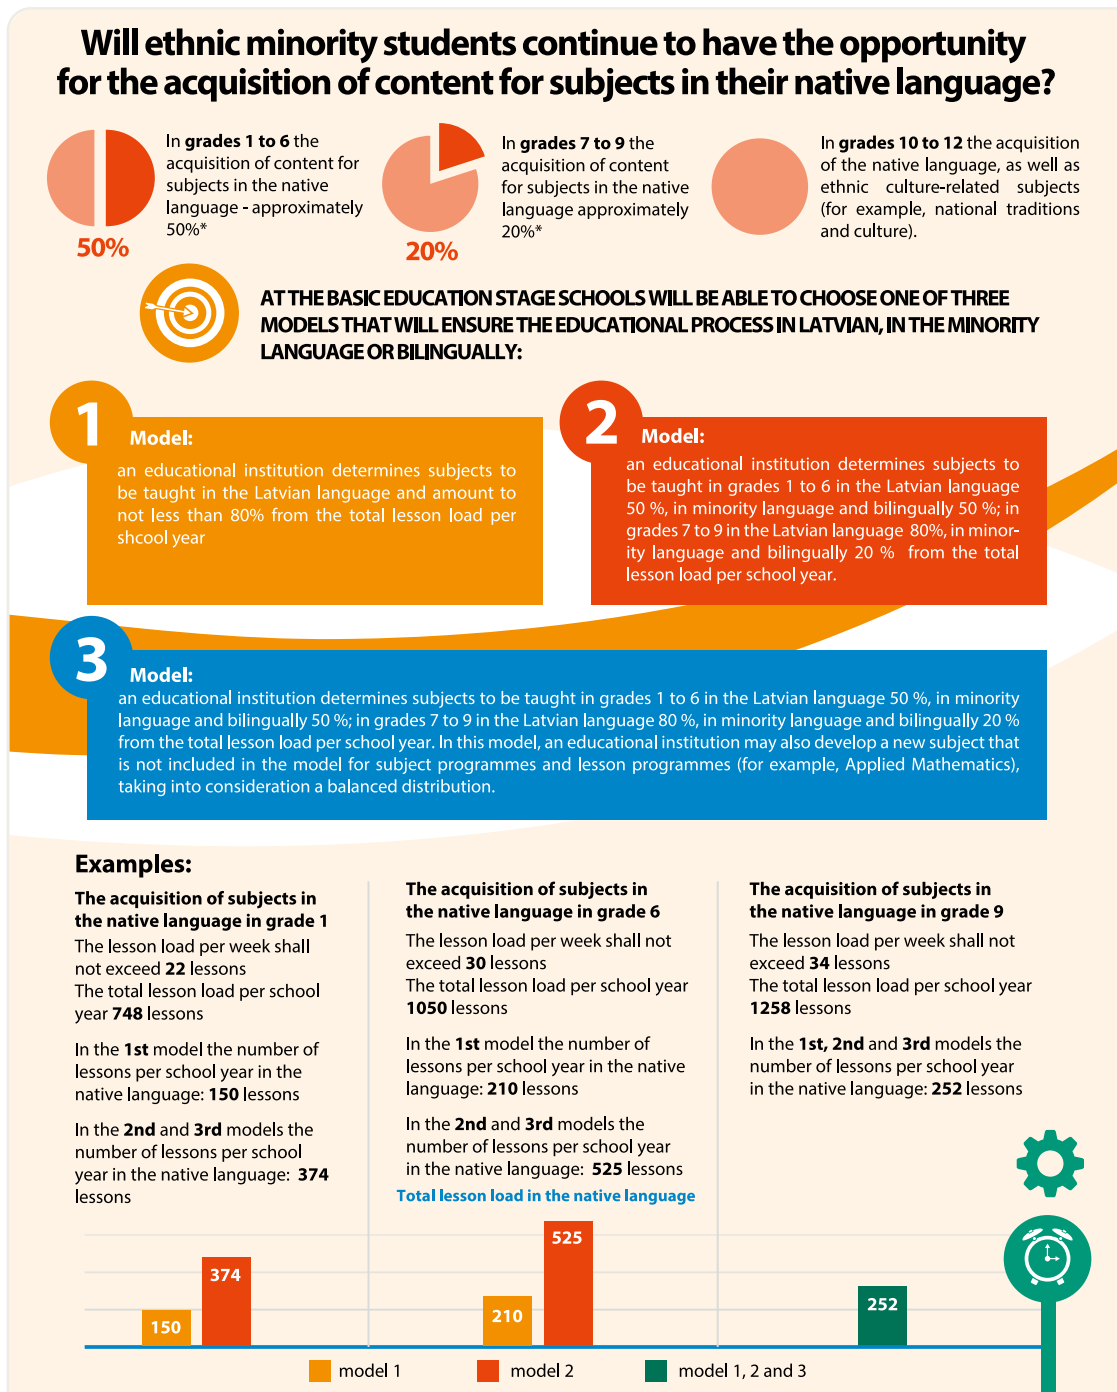 Will ethnic minority students continue to have the opportunity
for the acquisition of content for subjects in their native language?
50%
In grades 1 to 6 the
acquisition of content for
subjects in the native
language - approximately
50%*
20%
In grades 7 to 9 the
acquisition of content
for subjects in the native
language approximately
20%*
In grades 10 to 12 the acquisition
of the native language, as well as
ethnic culture-related subjects
(for example, national traditions
and culture).
AT THE BASIC EDUCATION STAGE SCHOOLS WILL BE ABLE TO CHOOSE ONE OF THREE
MODELS THAT WILL ENSURE THE EDUCATIONAL PROCESS IN LATVIAN, IN THE MINORITY
LANGUAGE OR BILINGUALLY:
1
Model:
an educational institution determines subjects to
be taught in the Latvian language and amount to
not less than 80% from the total lesson load per
shcool year
2
Model:
an educational institution determines subjects to
be taught in grades 1 to 6 in the Latvian language
50 %, in minority language and bilingually 50 %; in
grades 7 to 9 in the Latvian language 80%, in minor-
ity language and bilingually 20 % from the total
lesson load per school year.
3
Model:
an educational institution determines subjects to be taught in grades 1 to 6 in the Latvian language 50 %, in minority
language and bilingually 50 %; in grades 7 to 9 in the Latvian language 80 %, in minority language and bilingually 20 %
from the total lesson load per school year. In this model, an educational institution may also develop a new subject that
is not included in the model for subject programmes and lesson programmes (for example, Applied Mathematics),
taking into consideration a balanced distribution.
Examples:
The acquisition of subjects in
the native language in grade 1
The lesson load per week shall
not exceed 22 lessons
The total lesson load per school
year 748 lessons
In the 1st model the number of
lessons per school year in the
native language: 150 lessons
In the 2nd and 3rd models the
number of lessons per school
year in the native language: 374
lessons
The acquisition of subjects in
the native language in grade 6
The lesson load per week shall not
exceed 30 lessons
The total lesson load per school year
1050 lessons
In the 1st model the number of
lessons per school year in the native
language: 210 lessons
In the 2nd and 3rd models the
number of lessons per school year
in the native language: 525 lessons
The acquisition of subjects in
the native language in grade 9
The lesson load per week shall not
exceed 34 lessons
The total lesson load per school year
1258 lessons
In the 1st, 2nd and 3rd models the
number of lessons per school year
in the native language: 252 lessons
Total lesson load in the native language
150
374
210
525
252
model 1
model 2
model 1, 2 and 3